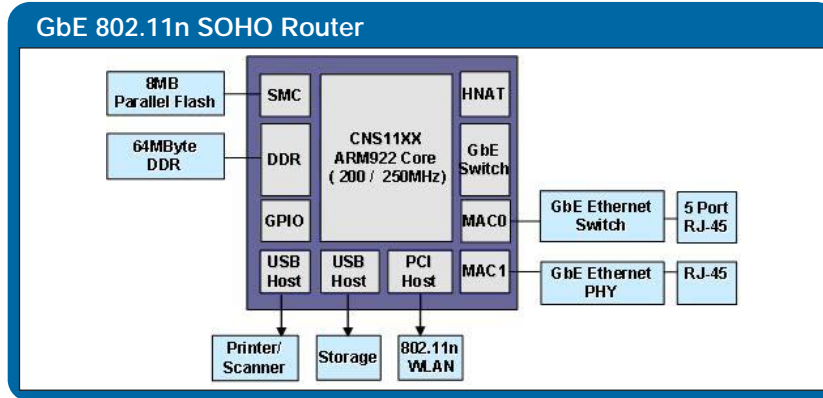 GbE 802.11n SOHO Router
8MB
Parallel Flash
SMC
HNAT
64MByte
DDR
DDR
CNS11XX
ARM922 Core
( 200 / 250MHz)
GbE
Switch
GPIO
MAC0
GbE Ethernet
Switch
5 Port
RJ-45
USB
Host
USB
Host
PCI
Host
MAC1
GbE Ethernet
PHY
RJ-45
Printer/
Scanner
Storage
802.11n
WLAN